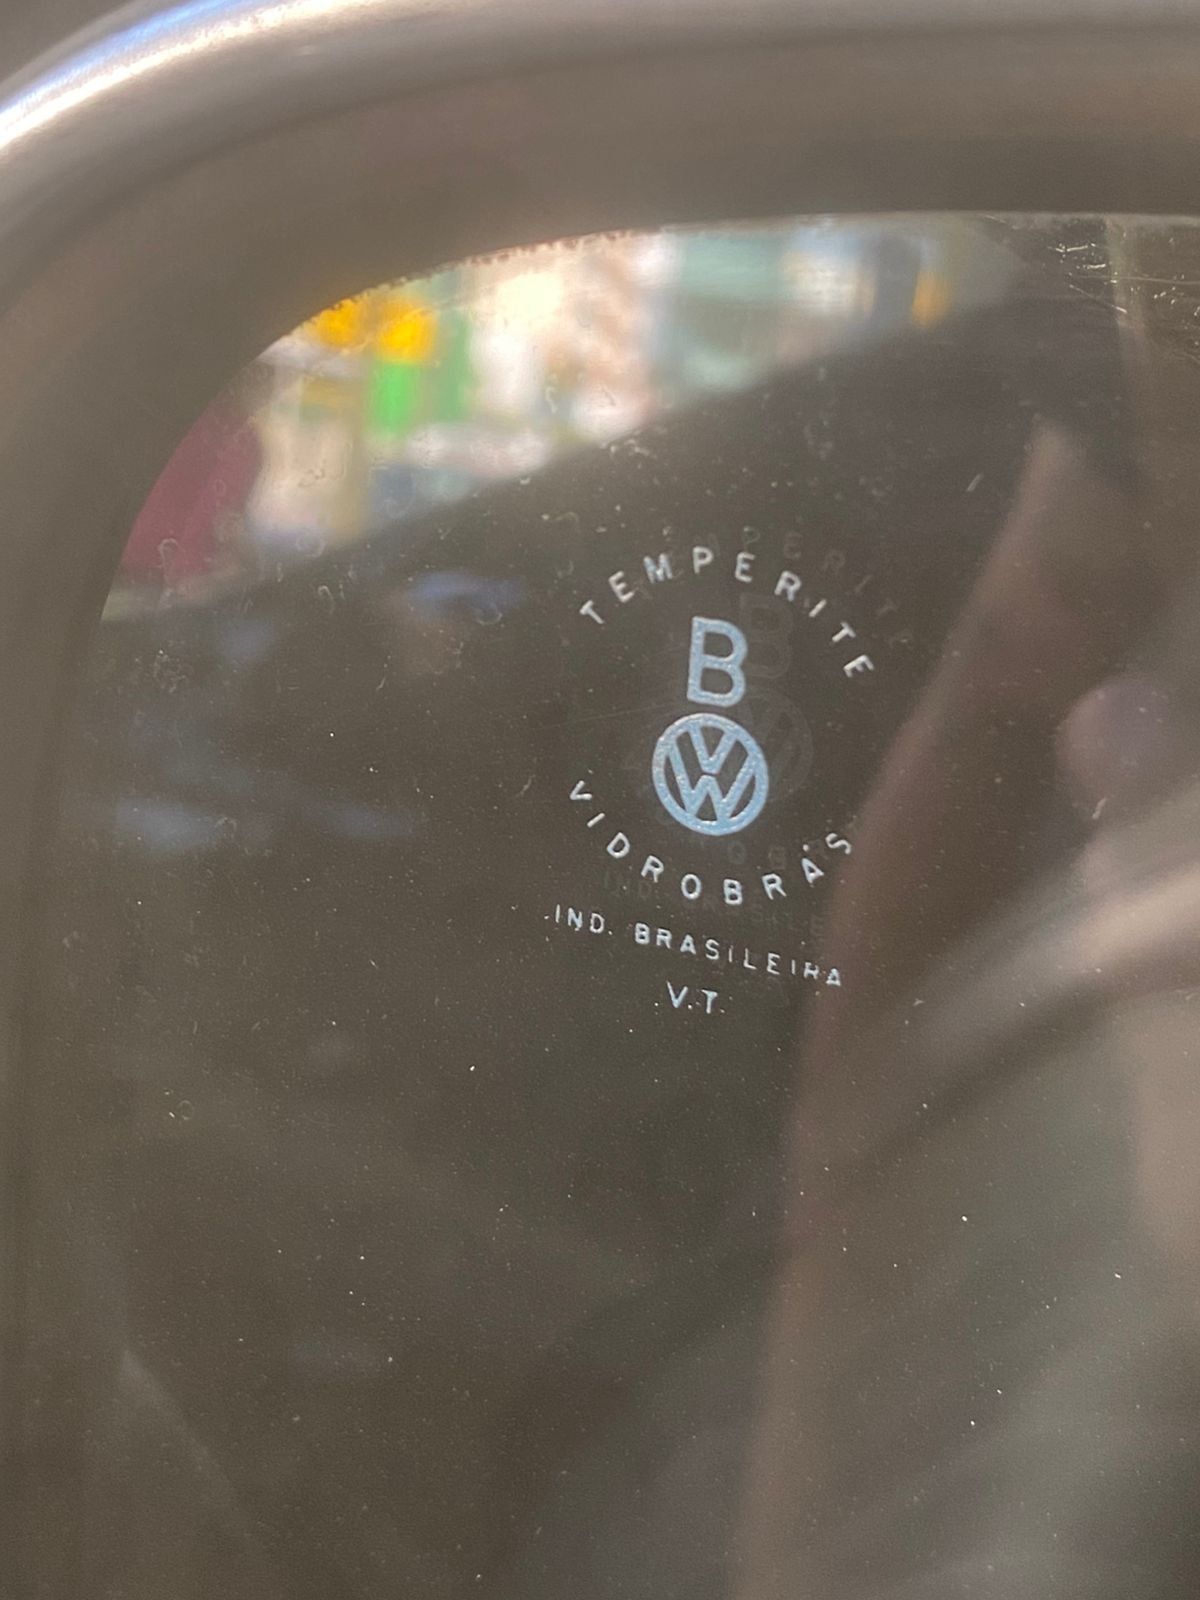 TEMPERITE
B
VW
VIDROBRÁS
IND. BRASILEIRA
V.T.